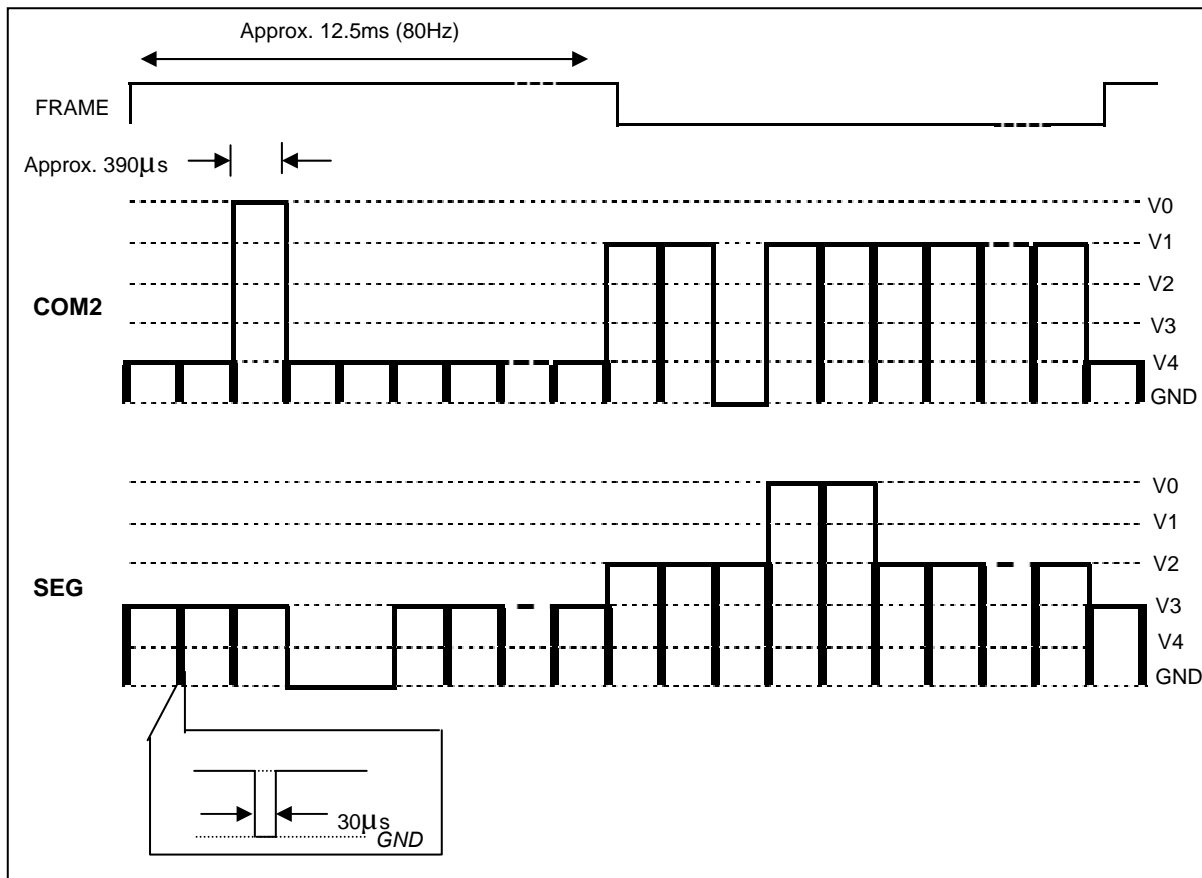 Approx. 12.5ms (80Hz)
FRAME
Approx. 390μs
V0
V1
V2
COM2
V3
V4
GND
V0
V1
V2
SEG
V3
V4
GND
30μs
GND